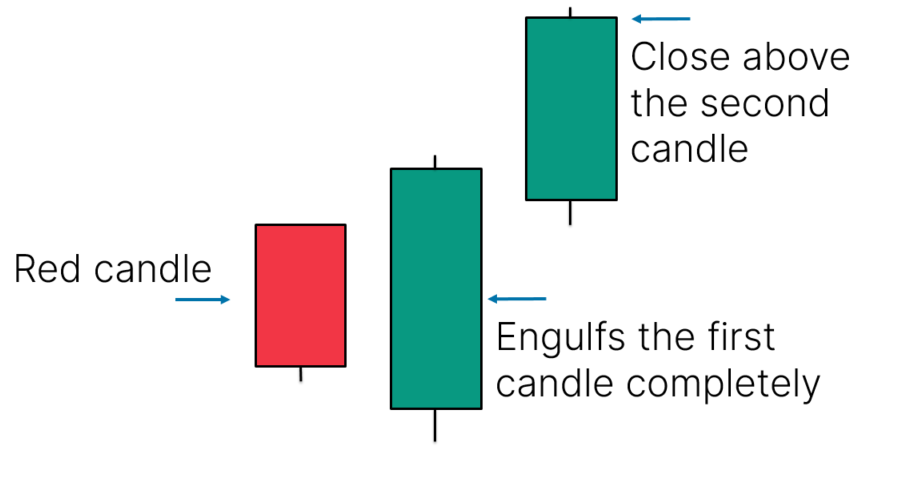 Close above
the second
candle
Red candle
Engulfs the first
candle completely